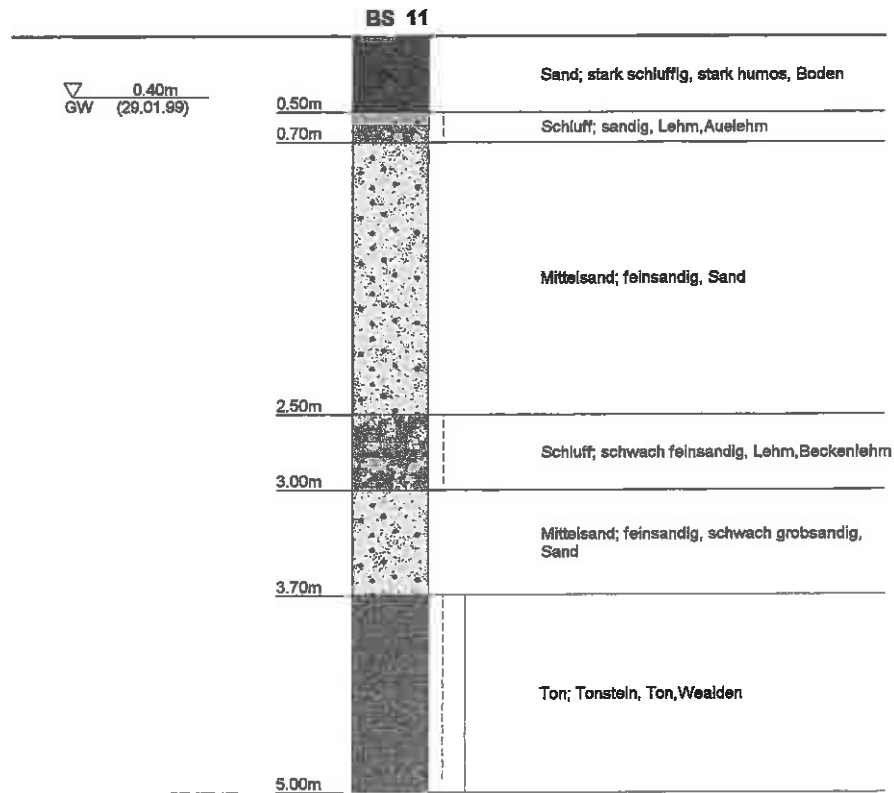 BS 11
Sand; stark schluffig, stark humos, Boden
0.40m
GW (29.01.99)
0.50m
Schluff; sandig, Lehm,Auelehm
0.70m
Mittelsand; feinsandig, Sand
2.50m
Schluff; schwach feinsandig, Lehm,Beckenlehm
3.00m
Mittelsand; feinsandig, schwach grobsandig,
Sand
3.70m
Ton; Tonstein, Ton,Wealden
5.00m